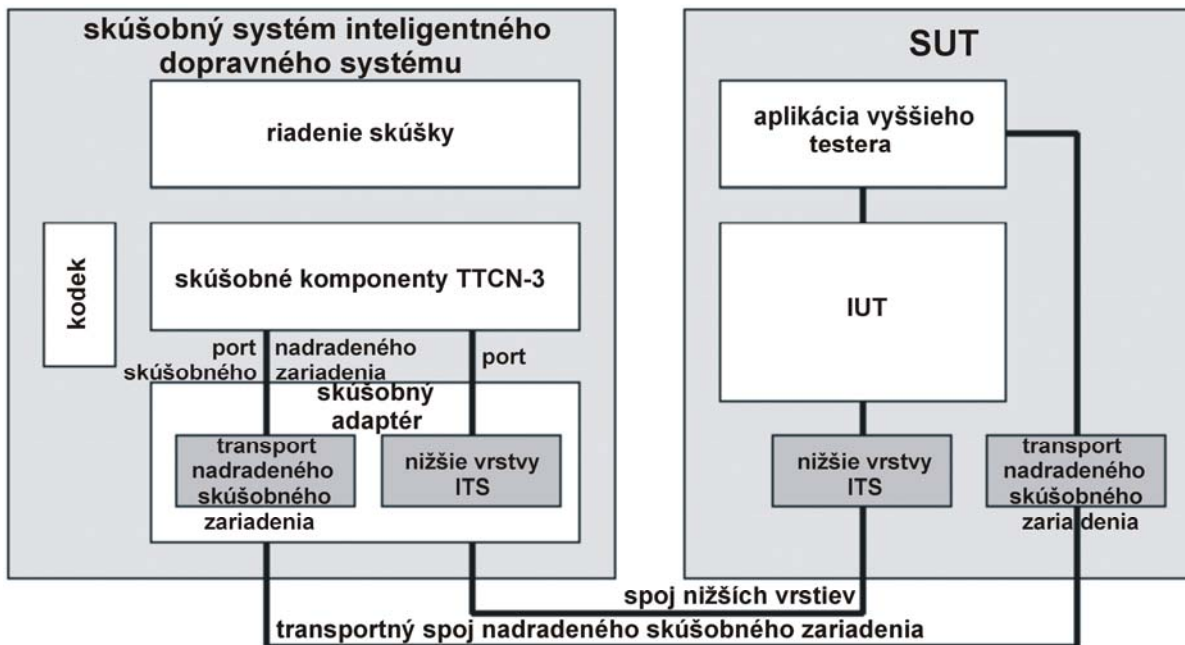 skúšobný systém inteligentného
dopravného systému
riadenie skúšky
kodek
skúšobné komponenty TTCN-3
port nadradeného
skúšobného zariadenia
port
skúšobný
adaptér
transport
nadradeného
skúšobného
zariadenia
nižšie vrstvy
ITS
SUT
aplikácia vyššieho
testera
IUT
nižšie vrstvy
ITS
transport
nadradeného
skúšobného
zariadenia
spoj nižších vrstiev
transportný spoj nadradeného skúšobného zariadenia